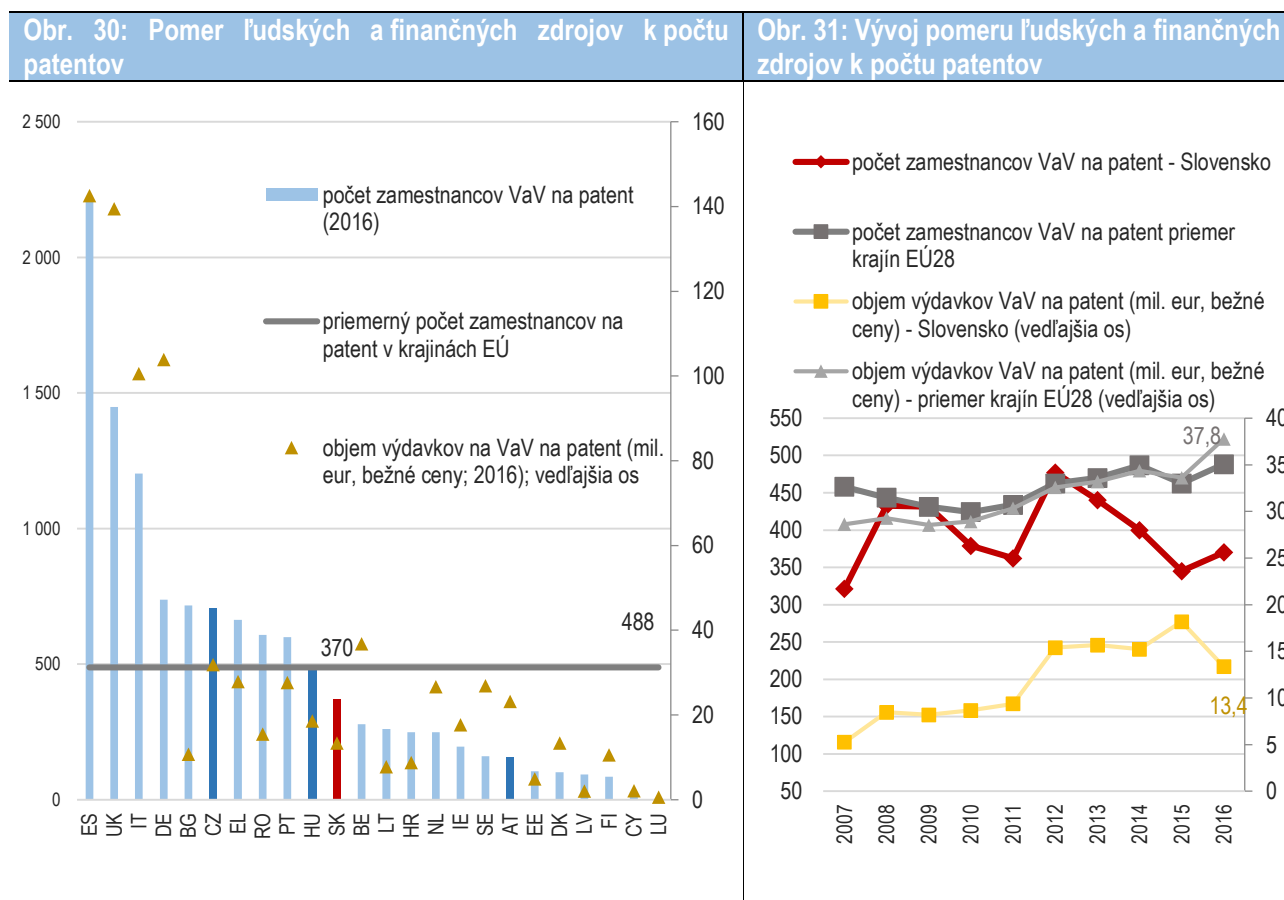 Obr. 30: Pomer ľudských a finančných zdrojov k počtu
patentov
2 500
2 000
1 500
1 000
500
0
160
140
120
100
80
60
40
20
0
počet zamestnancov VaV na patent
(2016)
priemerný počet zamestnancov na
patent v krajinách EÚ
objem výdavkov na VaV na patent (mil.
eur, bežné ceny; 2016); vedľajšia os
370
488
ES UK IT DE BG CZ EL RO PT HU SK BE LT HR NL IE SE AT EE DK LV FI CY LU
Obr. 31: Vývoj pomeru ľudských a finančných
zdrojov k počtu patentov
počet zamestnancov VaV na patent - Slovensko
počet zamestnancov VaV na patent priemer
krajín EÚ28
objem výdavkov VaV na patent (mil. eur, bežné
ceny) - Slovensko (vedľajšia os)
objem výdavkov VaV na patent (mil. eur, bežné
ceny) - priemer krajín EÚ28 (vedľajšia os)
550
500
450
400
350
300
250
200
150
100
50
37,8
13,4
40
35
30
25
20
15
10
5
0
2007 2008 2009 2010 2011 2012 2013 2014 2015 2016